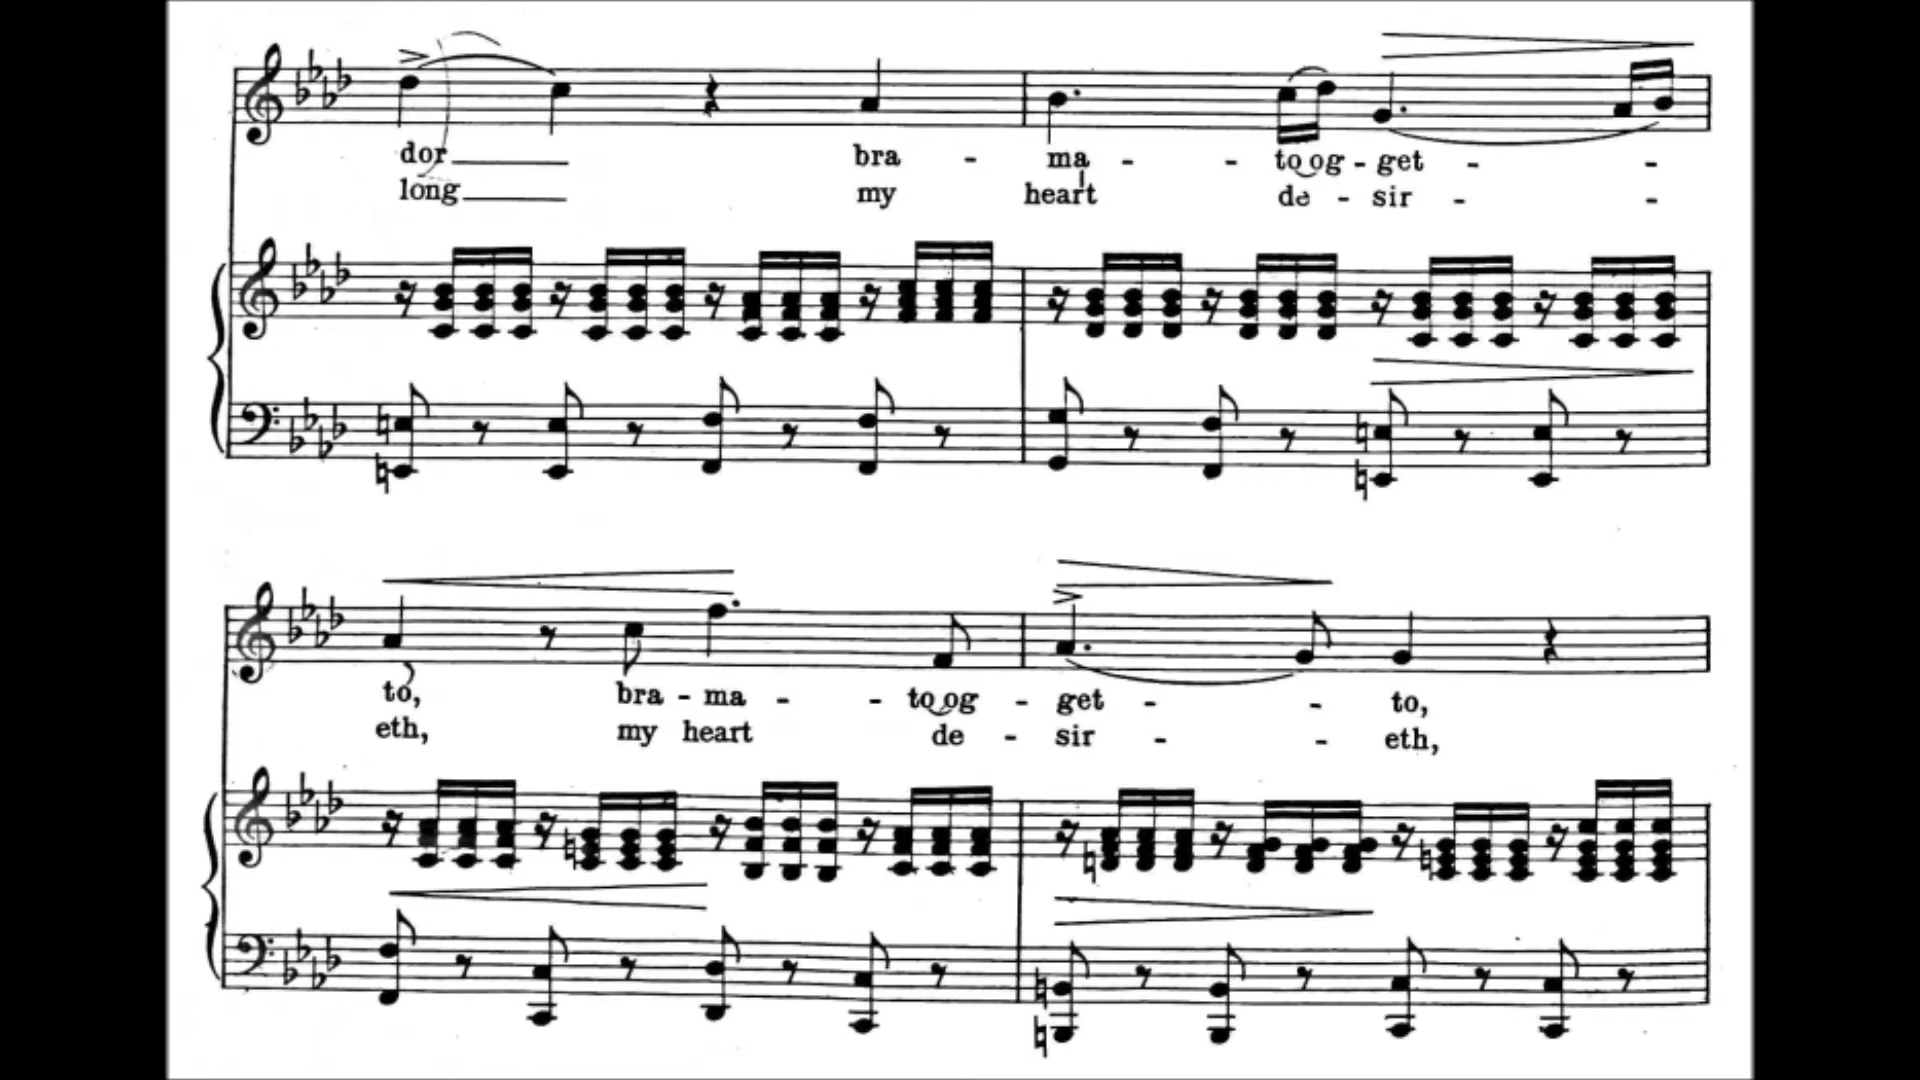 dor bra - ma - - to og - get - -
long my heart de - sir - -
to, bra - ma - - to og - get - - to,
eth, my heart de - sir - - eth,